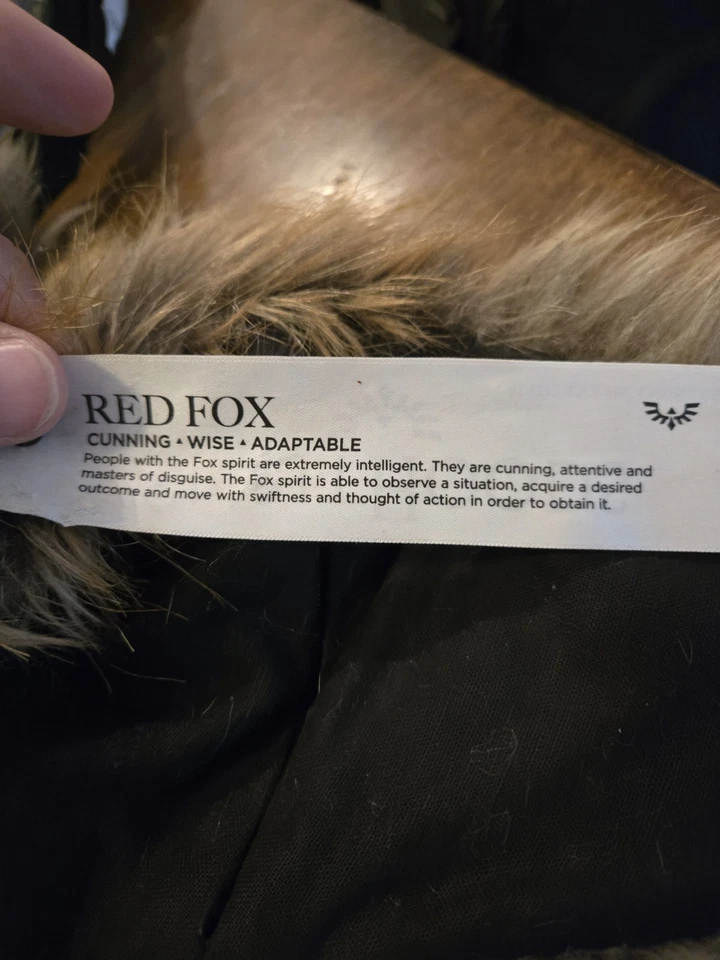 RED FOX
CUNNING ▲ WISE ▲ ADAPTABLE
People with the Fox spirit are extremely intelligent. They are cunning, attentive and
masters of disguise. The Fox spirit is able to observe a situation, acquire a desired
outcome and move with swiftness and thought of action in order to obtain it.